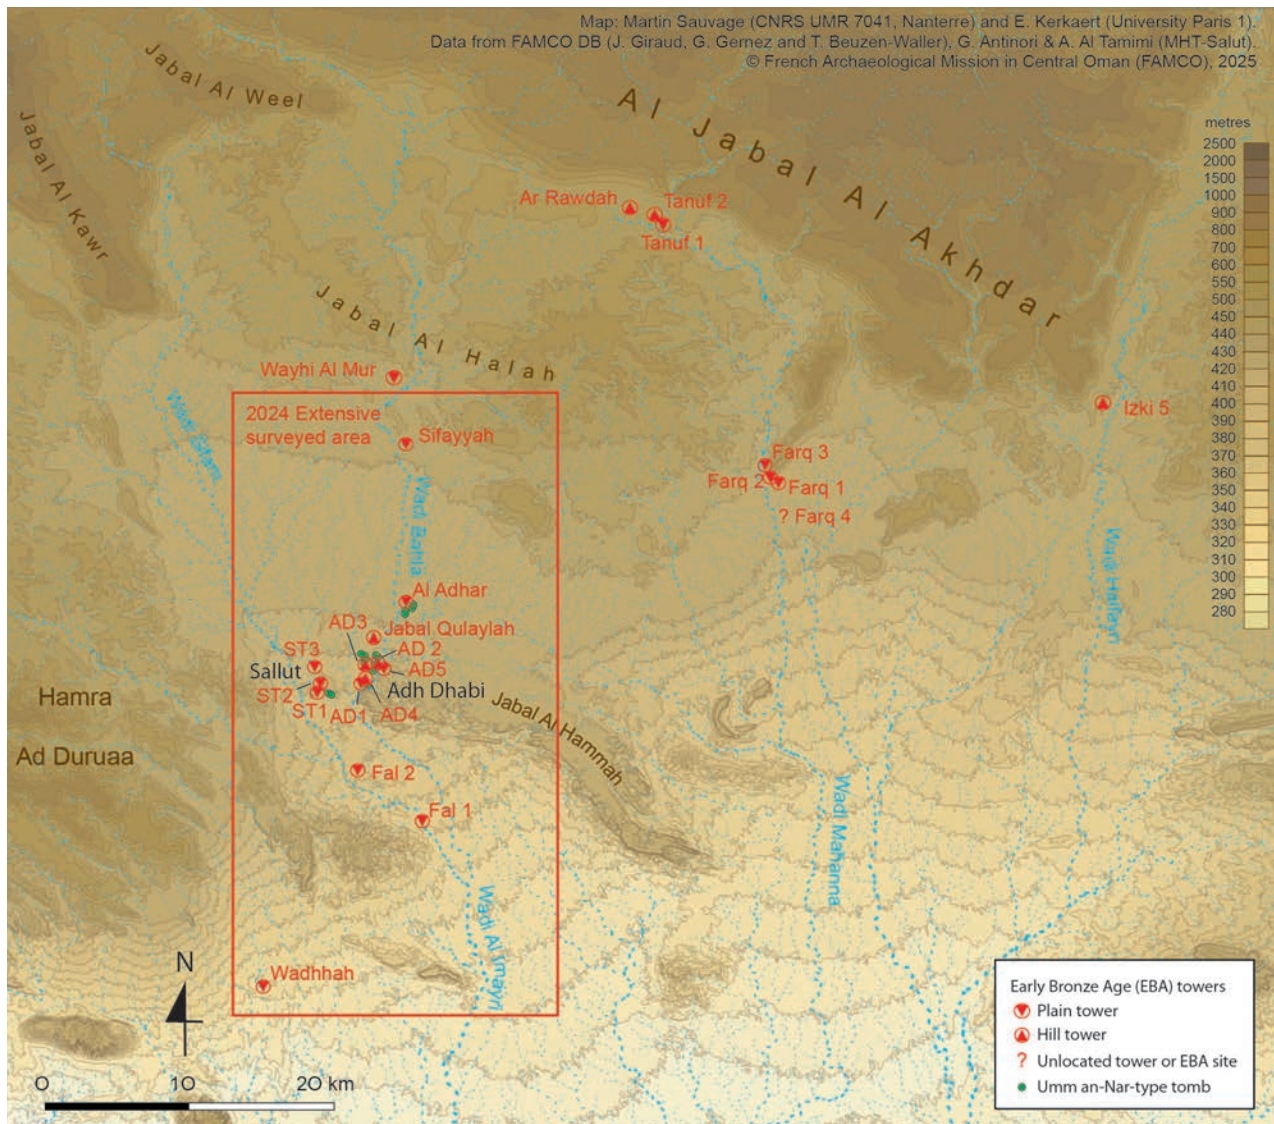 Map: Martin Sauvage (CNRS UMR 7041, Nanterre) and E. Kerkaert (University Paris 1).
Data from FAMCO DB (J. Giraud, G. Gernez and T. Beuzen-Waller), G. Antinori & A. Al Tamimi (MHT-Salut).
© French Archaeological Mission in Central Oman (FAMCO), 2025
Jabal Al Weel
Jabal Al Kawr
Al Jabal Al Akhdar
metres
2500
2000
1500
1000
900
800
700
600
550
500
450
440
430
420
410
400
390
380
370
360
350
340
330
320
310
300
290
280
Ar Rawdah
Tanuf 2
Tanuf 1
Jabal Al Halah
Wayhi Al Mur
2024 Extensive
surveyed area
Sifayyah
Izki 5
Farq 3
Farq 2
Farq 1
? Farq 4
Wadi Bahla
Wadi Halfayn
Al Adhar
AD3
Jabal Qulaylah
ST3
AD 2
Sallut
AD5
ST2
Adh Dhabi
ST1
AD1
AD4
Hamra
Ad Duruaa
Jabal Al Hammah
Fal 2
Fal 1
Wadi Mahanna
Wadi Al Umayri
Wadhhah
N
0 10 20 km
Early Bronze Age (EBA) towers
Plain tower
Hill tower
? Unlocated tower or EBA site
Umm an-Nar-type tomb